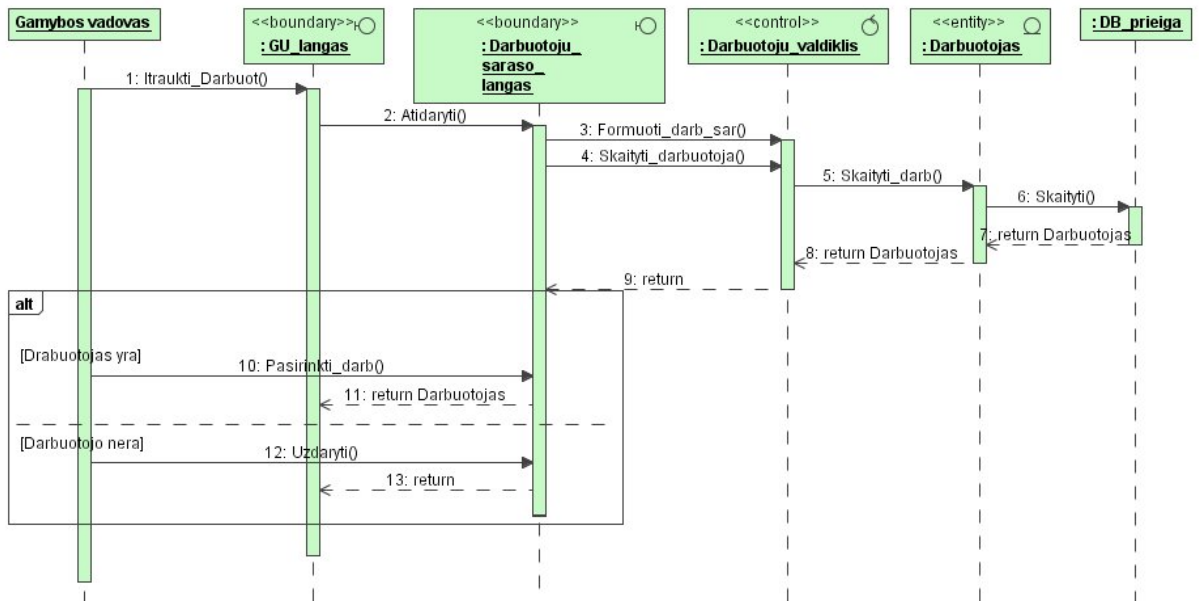 Gamybos vadovas
<<boundary>>
: GU_langas
<<boundary>>
: Darbuotoju_
saraso_
langas
<<control>>
: Darbuotoju_valdiklis
<<entity>>
: Darbuotojas
: DB_prieiga
1: Itraukti_Darbuot()
2: Atidaryti()
3: Formuoti_darb_sar()
4: Skaityti_darbuotoja()
5: Skaityti_darb()
6: Skaityti()
7: return Darbuotojas
8: return Darbuotojas
9: return
alt
[Drabuotojas yra]
10: Pasirinkti_darb()
11: return Darbuotojas
[Darbuotojo nera]
12: Uzdaryti()
13: return